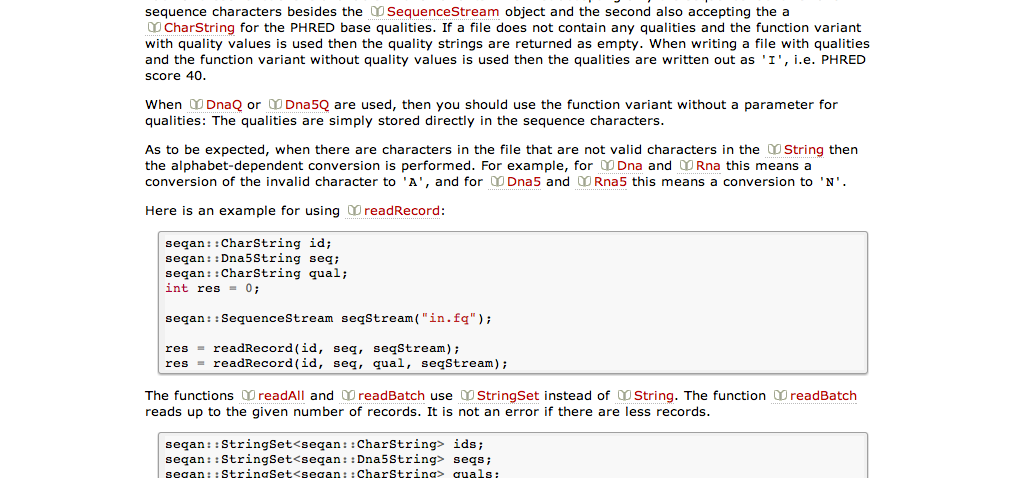 sequence characters besides the SequenceStream object and the second also accepting the a
CharString for the PHRED base qualities. If a file does not contain any qualities and the function variant
with quality values is used then the quality strings are returned as empty. When writing a file with qualities
and the function variant without quality values is used then the qualities are written out as 'I', i.e. PHRED
score 40.
When DnaQ or Dna5Q are used, then you should use the function variant without a parameter for
qualities: The qualities are simply stored directly in the sequence characters.
As to be expected, when there are characters in the file that are not valid characters in the String then
the alphabet-dependent conversion is performed. For example, for Dna and Rna this means a
conversion of the invalid character to 'A', and for Dna5 and Rna5 this means a conversion to 'N'.
Here is an example for using readRecord:
seqan::CharString id;
seqan::Dna5String seq;
seqan::CharString qual;
int res = 0;
seqan::SequenceStream seqStream("in.fq");
res = readRecord(id, seq, seqStream);
res = readRecord(id, seq, qual, seqStream);
The functions readAll and readBatch use StringSet instead of String. The function readBatch
reads up to the given number of records. It is not an error if there are less records.
seqan::StringSet<seqan::CharString> ids;
seqan::StringSet<seqan::Dna5String> seqs;
seqan::StringSet<seqan::CharString> quals;